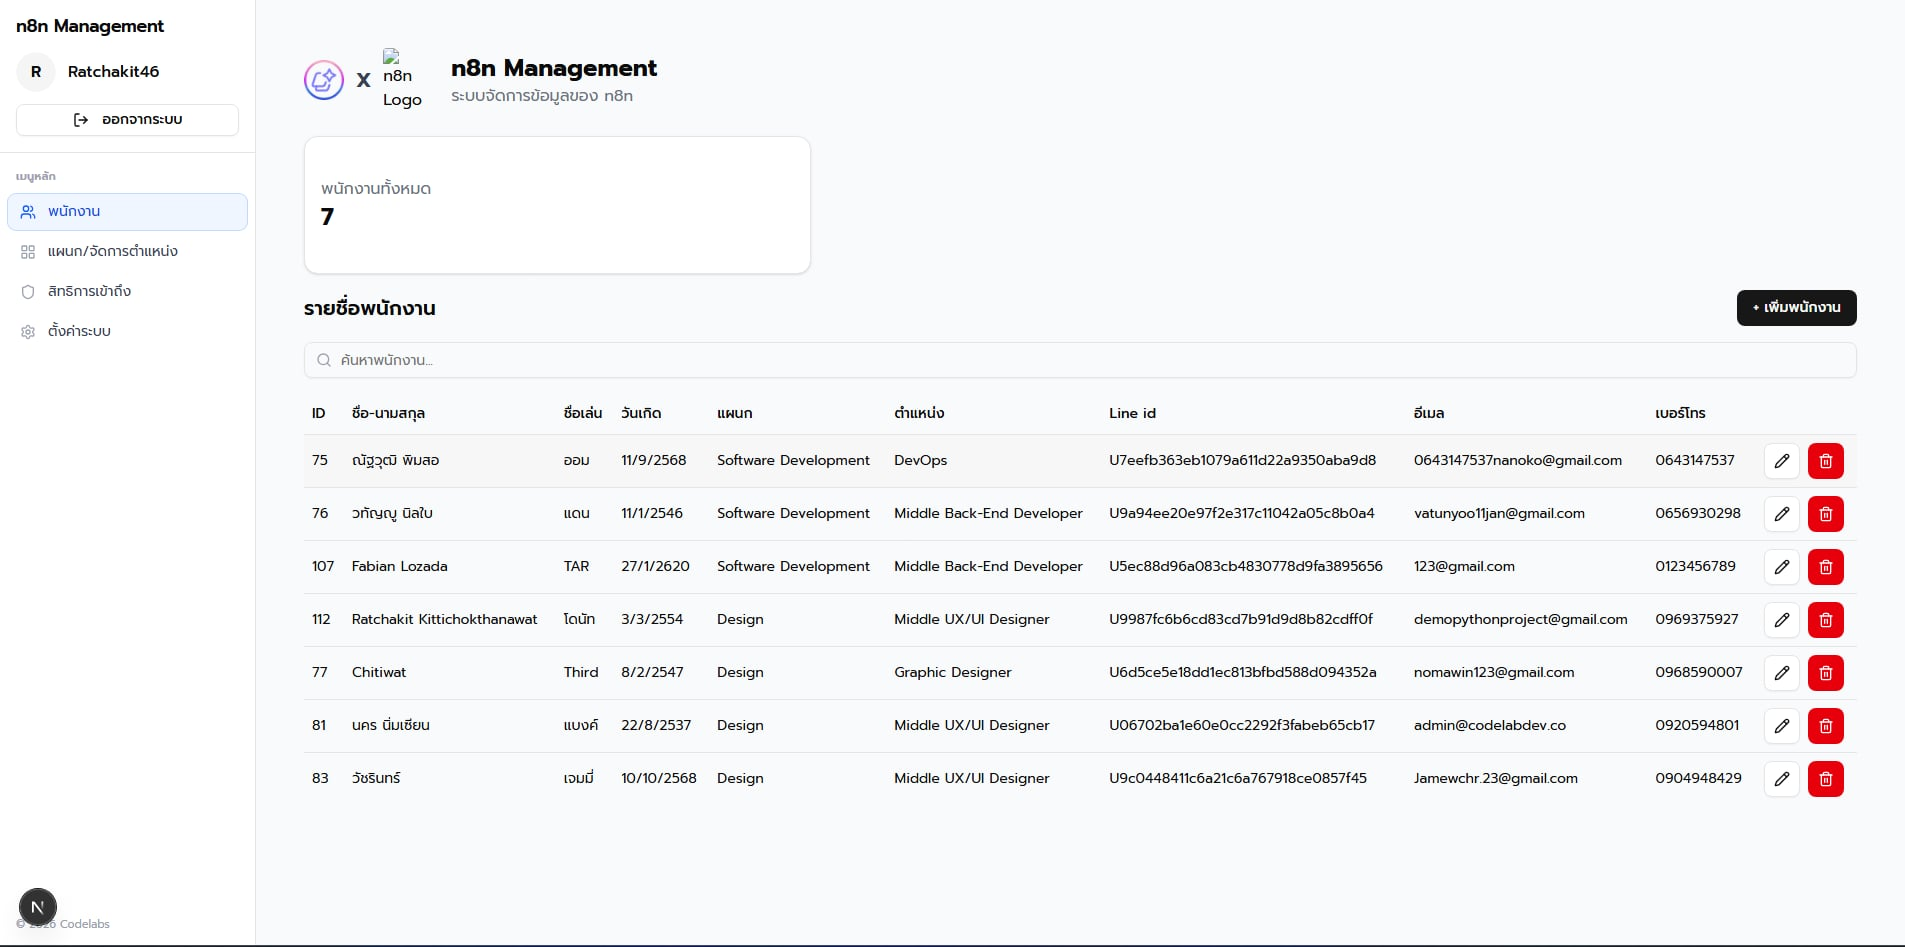 n8n Management
R Ratchakit46
ออกจากระบบ
เมนูหลัก
พนักงาน
แผนก/จัดการตำแหน่ง
สิทธิการเข้าถึง
ตั้งค่าระบบ
N
© 2026 Codelabs
X
n8n
Logo
n8n Management
ระบบจัดการข้อมูลของ n8n
พนักงานทั้งหมด
7
รายชื่อพนักงาน
+ เพิ่มพนักงาน
ค้นหาพนักงาน...
ID ชื่อ-นามสกุล ชื่อเล่น วันเกิด แผนก ตำแหน่ง Line id อีเมล เบอร์โทร
75 ณัฐวุฒิ พิมสอ ออม 11/9/2568 Software Development DevOps U7eefb363eb1079a611d22a9350aba9d8 0643147537nanoko@gmail.com 0643147537
76 วทัญญู นิลใบ แดน 11/1/2546 Software Development Middle Back-End Developer U9a94ee20e97f2e317c11042a05c8b0a4 vatunyoo11jan@gmail.com 0656930298
107 Fabian Lozada TAR 27/1/2620 Software Development Middle Back-End Developer U5ec88d96a083cb4830778d9fa3895656 123@gmail.com 0123456789
112 Ratchakit Kittichokthanawat โดนัท 3/3/2554 Design Middle UX/UI Designer U9987fc6b6cd83cd7b91d9d8b82cdff0f demopythonproject@gmail.com 0969375927
77 Chitiwat Third 8/2/2547 Design Graphic Designer U6d5ce5e18dd1ec813bfbd588d094352a nomawin123@gmail.com 0968590007
81 นคร นิ่มเซียน แบงค์ 22/8/2537 Design Middle UX/UI Designer U06702ba1e60e0cc2292f3fabeb65cb17 admin@codelabdev.co 0920594801
83 วัชรินทร์ เจมมี่ 10/10/2568 Design Middle UX/UI Designer U9c0448411c6a21c6a767918ce0857f45 Jamewchr.23@gmail.com 0904948429